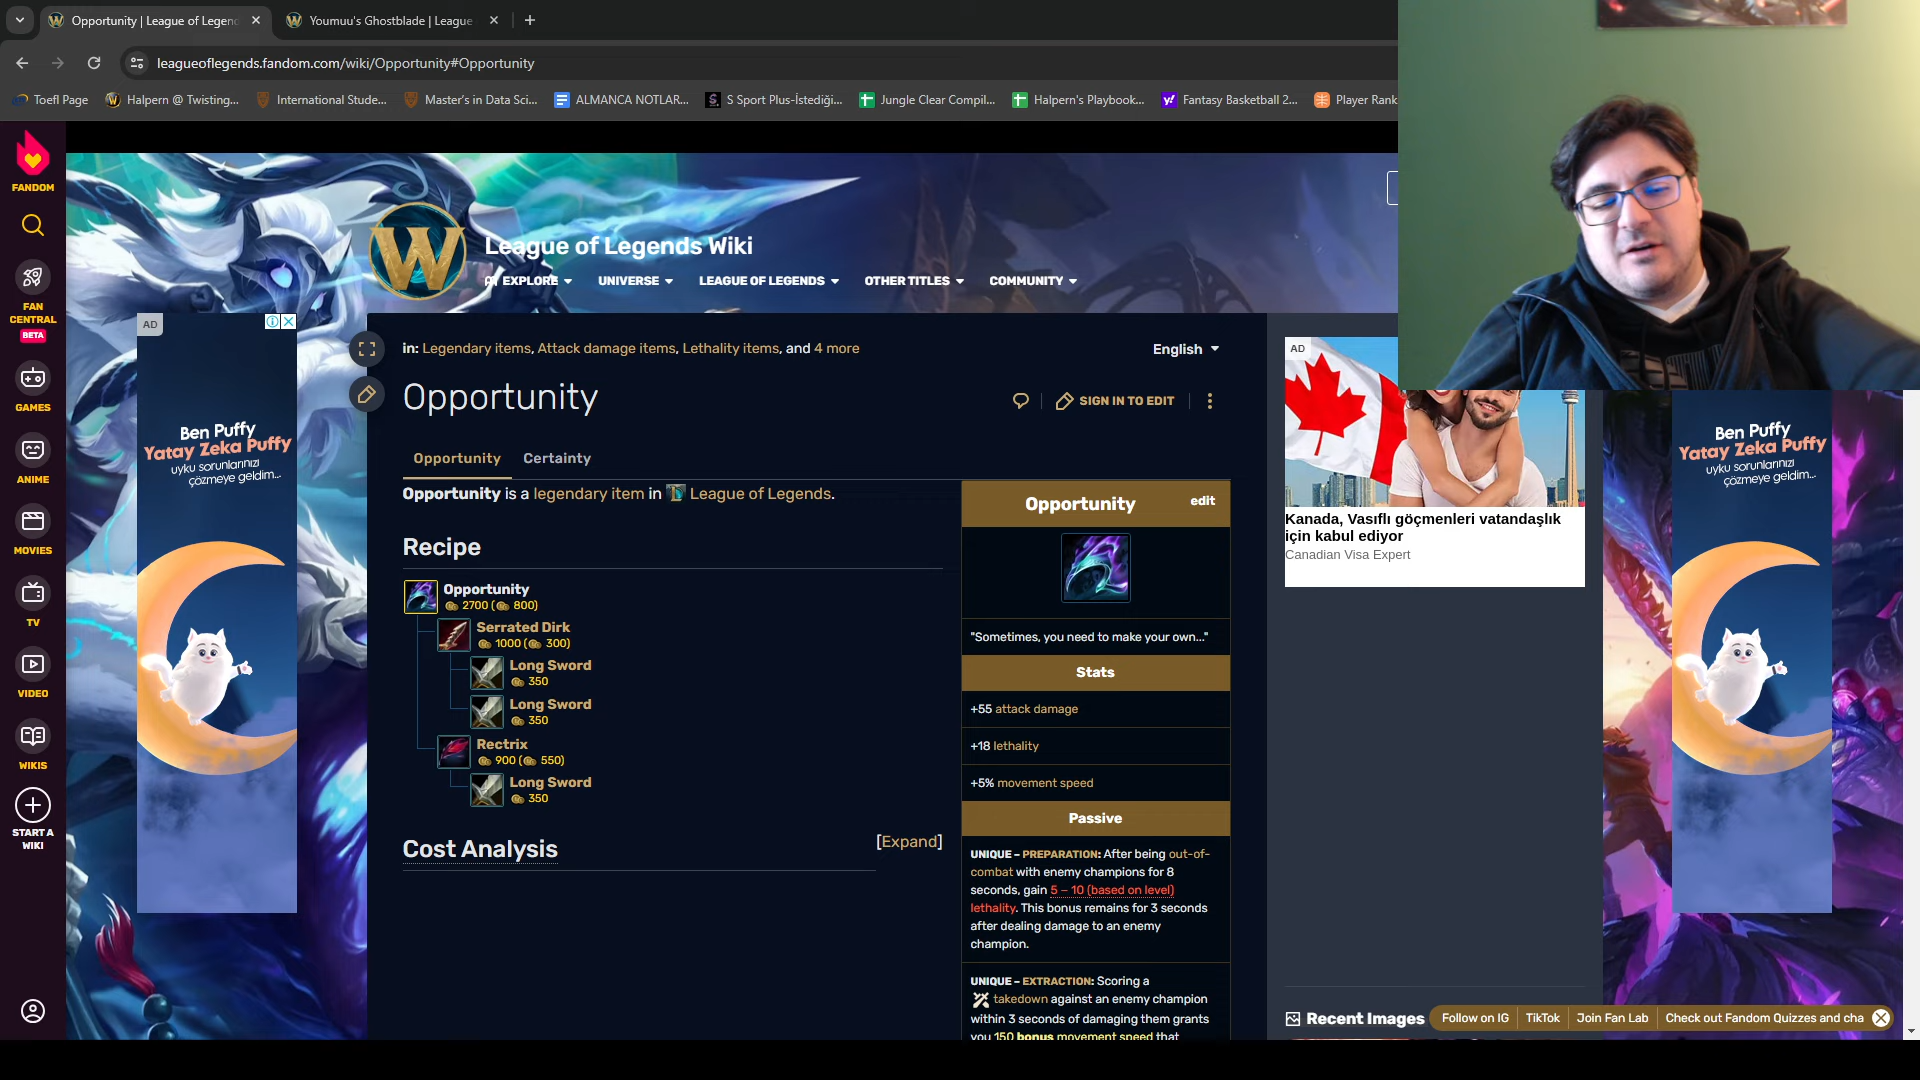 Opportunity | League of Legen
Youmuu's Ghostblade | League
leagueoflegends.fandom.com/wiki/Opportunity#Opportunity
Toefl Page
Halpern @ Twisting...
International Stude...
Master's in Data Sci...
ALMANCA NOTLAR...
S Sport Plus-İstediği...
Jungle Clear Compil...
Halpern's Playbook...
Fantasy Basketball 2...
Player Rank
FANDOM
FAN CENTRAL
BETA
GAMES
ANIME
MOVIES
TV
VIDEO
WIKIS
START A WIKI
League of Legends Wiki
EXPLORE
UNIVERSE
LEAGUE OF LEGENDS
OTHER TITLES
COMMUNITY
AD
Ben Puffy
Yatay Zeka Puffy
uyku sorunlarınızı
çözmeye geldim...
in: Legendary items, Attack damage items, Lethality items, and 4 more
English
Opportunity
SIGN IN TO EDIT
Opportunity
Certainty
Opportunity is a legendary item in League of Legends.
Recipe
Opportunity
2700 ( 800)
Serrated Dirk
1000 ( 300)
Long Sword
350
Long Sword
350
Rectrix
900 ( 550)
Long Sword
350
Cost Analysis
[Expand]
Opportunity
edit
"Sometimes, you need to make your own..."
Stats
+55 attack damage
+18 lethality
+5% movement speed
Passive
UNIQUE – PREPARATION: After being out-of-
combat with enemy champions for 8
seconds, gain 5 – 10 (based on level)
lethality. This bonus remains for 3 seconds
after dealing damage to an enemy
champion.
UNIQUE – EXTRACTION: Scoring a
takedown against an enemy champion
within 3 seconds of damaging them grants
you 150 bonus movement speed that
AD
Kanada, Vasıflı göçmenleri vatandaşlık
için kabul ediyor
Canadian Visa Expert
Ben Puffy
Yatay Zeka Puffy
uyku sorunlarınızı
çözmeye geldim...
Recent Images
Follow on IG
TikTok
Join Fan Lab
Check out Fandom Quizzes and cha